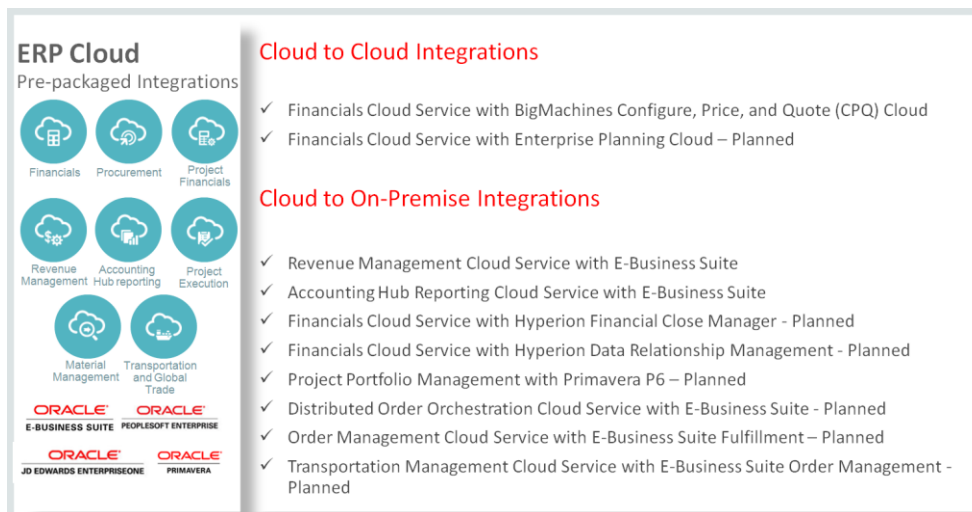 ERP Cloud
Pre-packaged Integrations
Financials
Procurement
Project
Financials
Revenue
Management
Accounting
Hub reporting
Project
Execution
Material
Management
Transportation
and Global
Trade
ORACLE®
E-BUSINESS SUITE
ORACLE®
PEOPLESOFT ENTERPRISE
ORACLE®
JD EDWARDS ENTERPRISEONE
ORACLE®
PRIMAVERA
Cloud to Cloud Integrations
✓ Financials Cloud Service with BigMachines Configure, Price, and Quote (CPQ) Cloud
✓ Financials Cloud Service with Enterprise Planning Cloud – Planned
Cloud to On-Premise Integrations
✓ Revenue Management Cloud Service with E-Business Suite
✓ Accounting Hub Reporting Cloud Service with E-Business Suite
✓ Financials Cloud Service with Hyperion Financial Close Manager - Planned
✓ Financials Cloud Service with Hyperion Data Relationship Management - Planned
✓ Project Portfolio Management with Primavera P6 – Planned
✓ Distributed Order Orchestration Cloud Service with E-Business Suite - Planned
✓ Order Management Cloud Service with E-Business Suite Fulfillment – Planned
✓ Transportation Management Cloud Service with E-Business Suite Order Management -
Planned